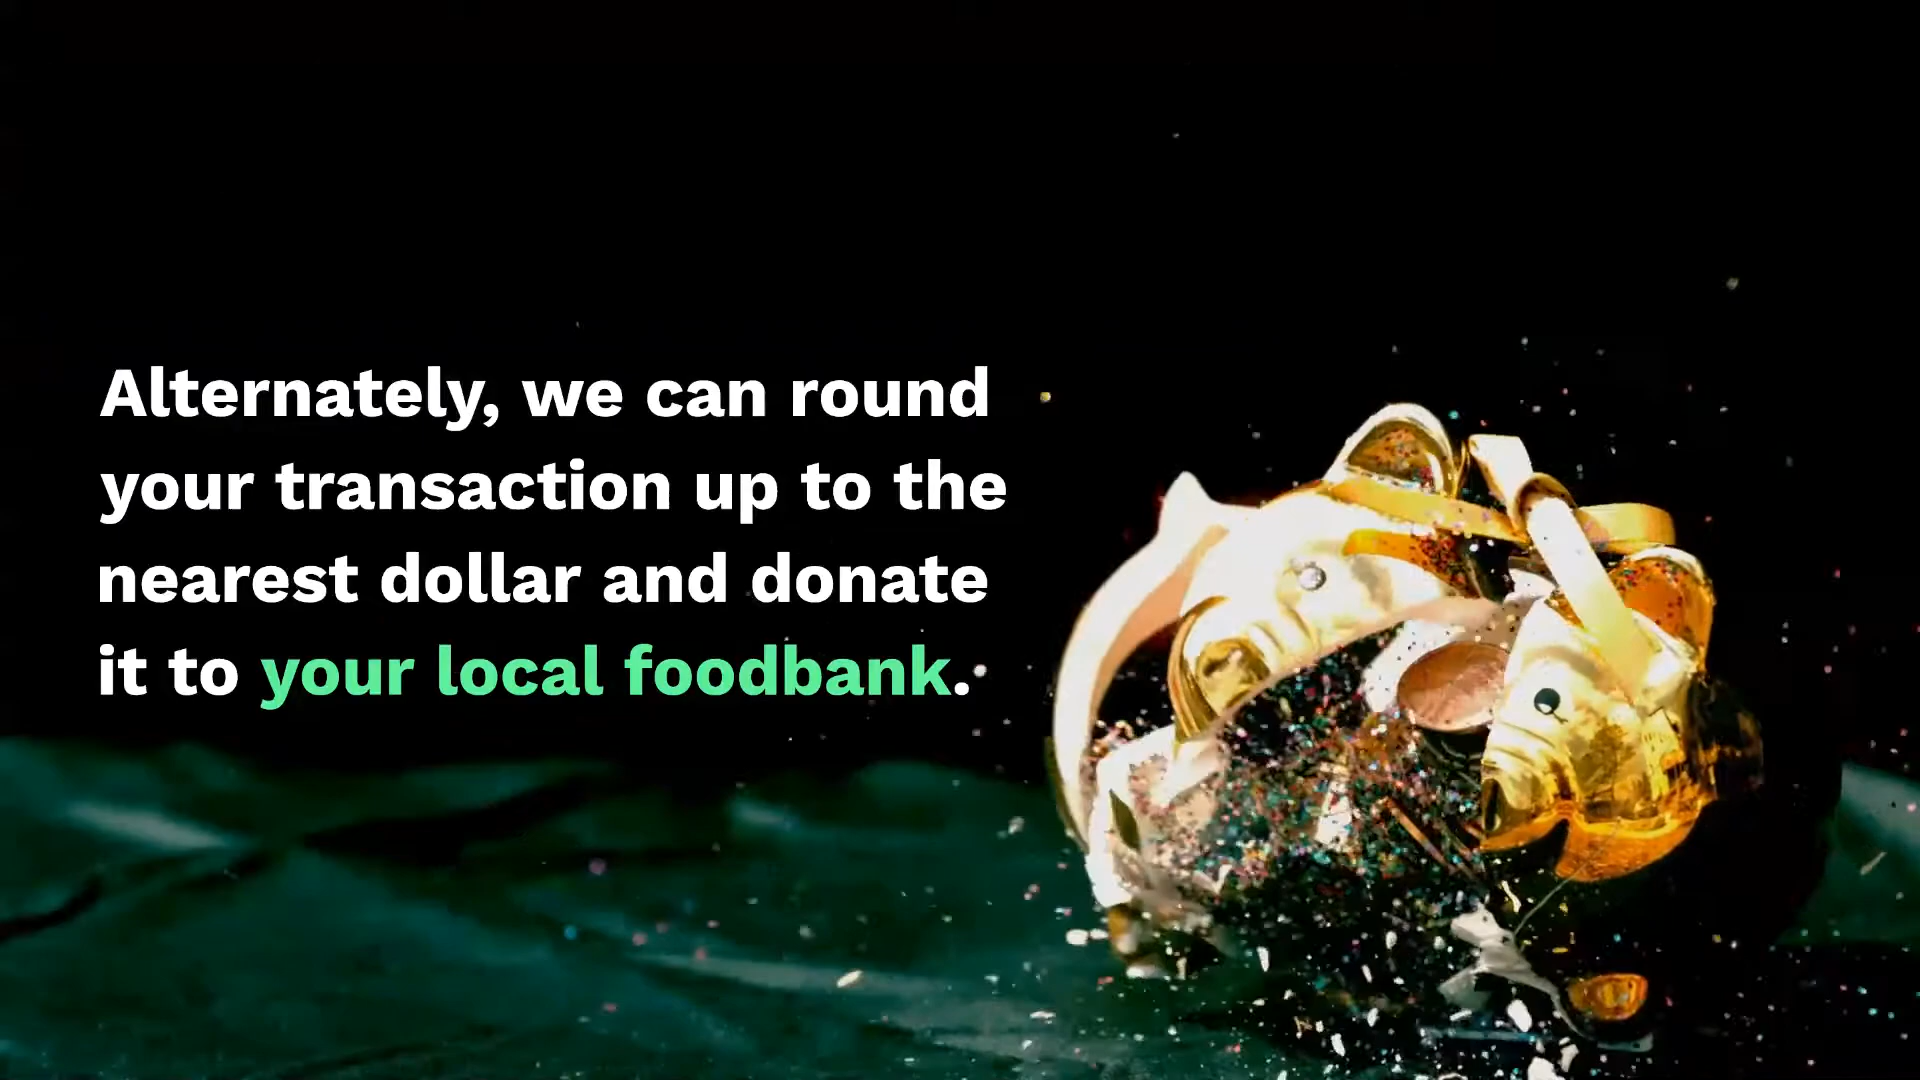 Alternately, we can round
your transaction up to the
nearest dollar and donate
it to your local foodbank.